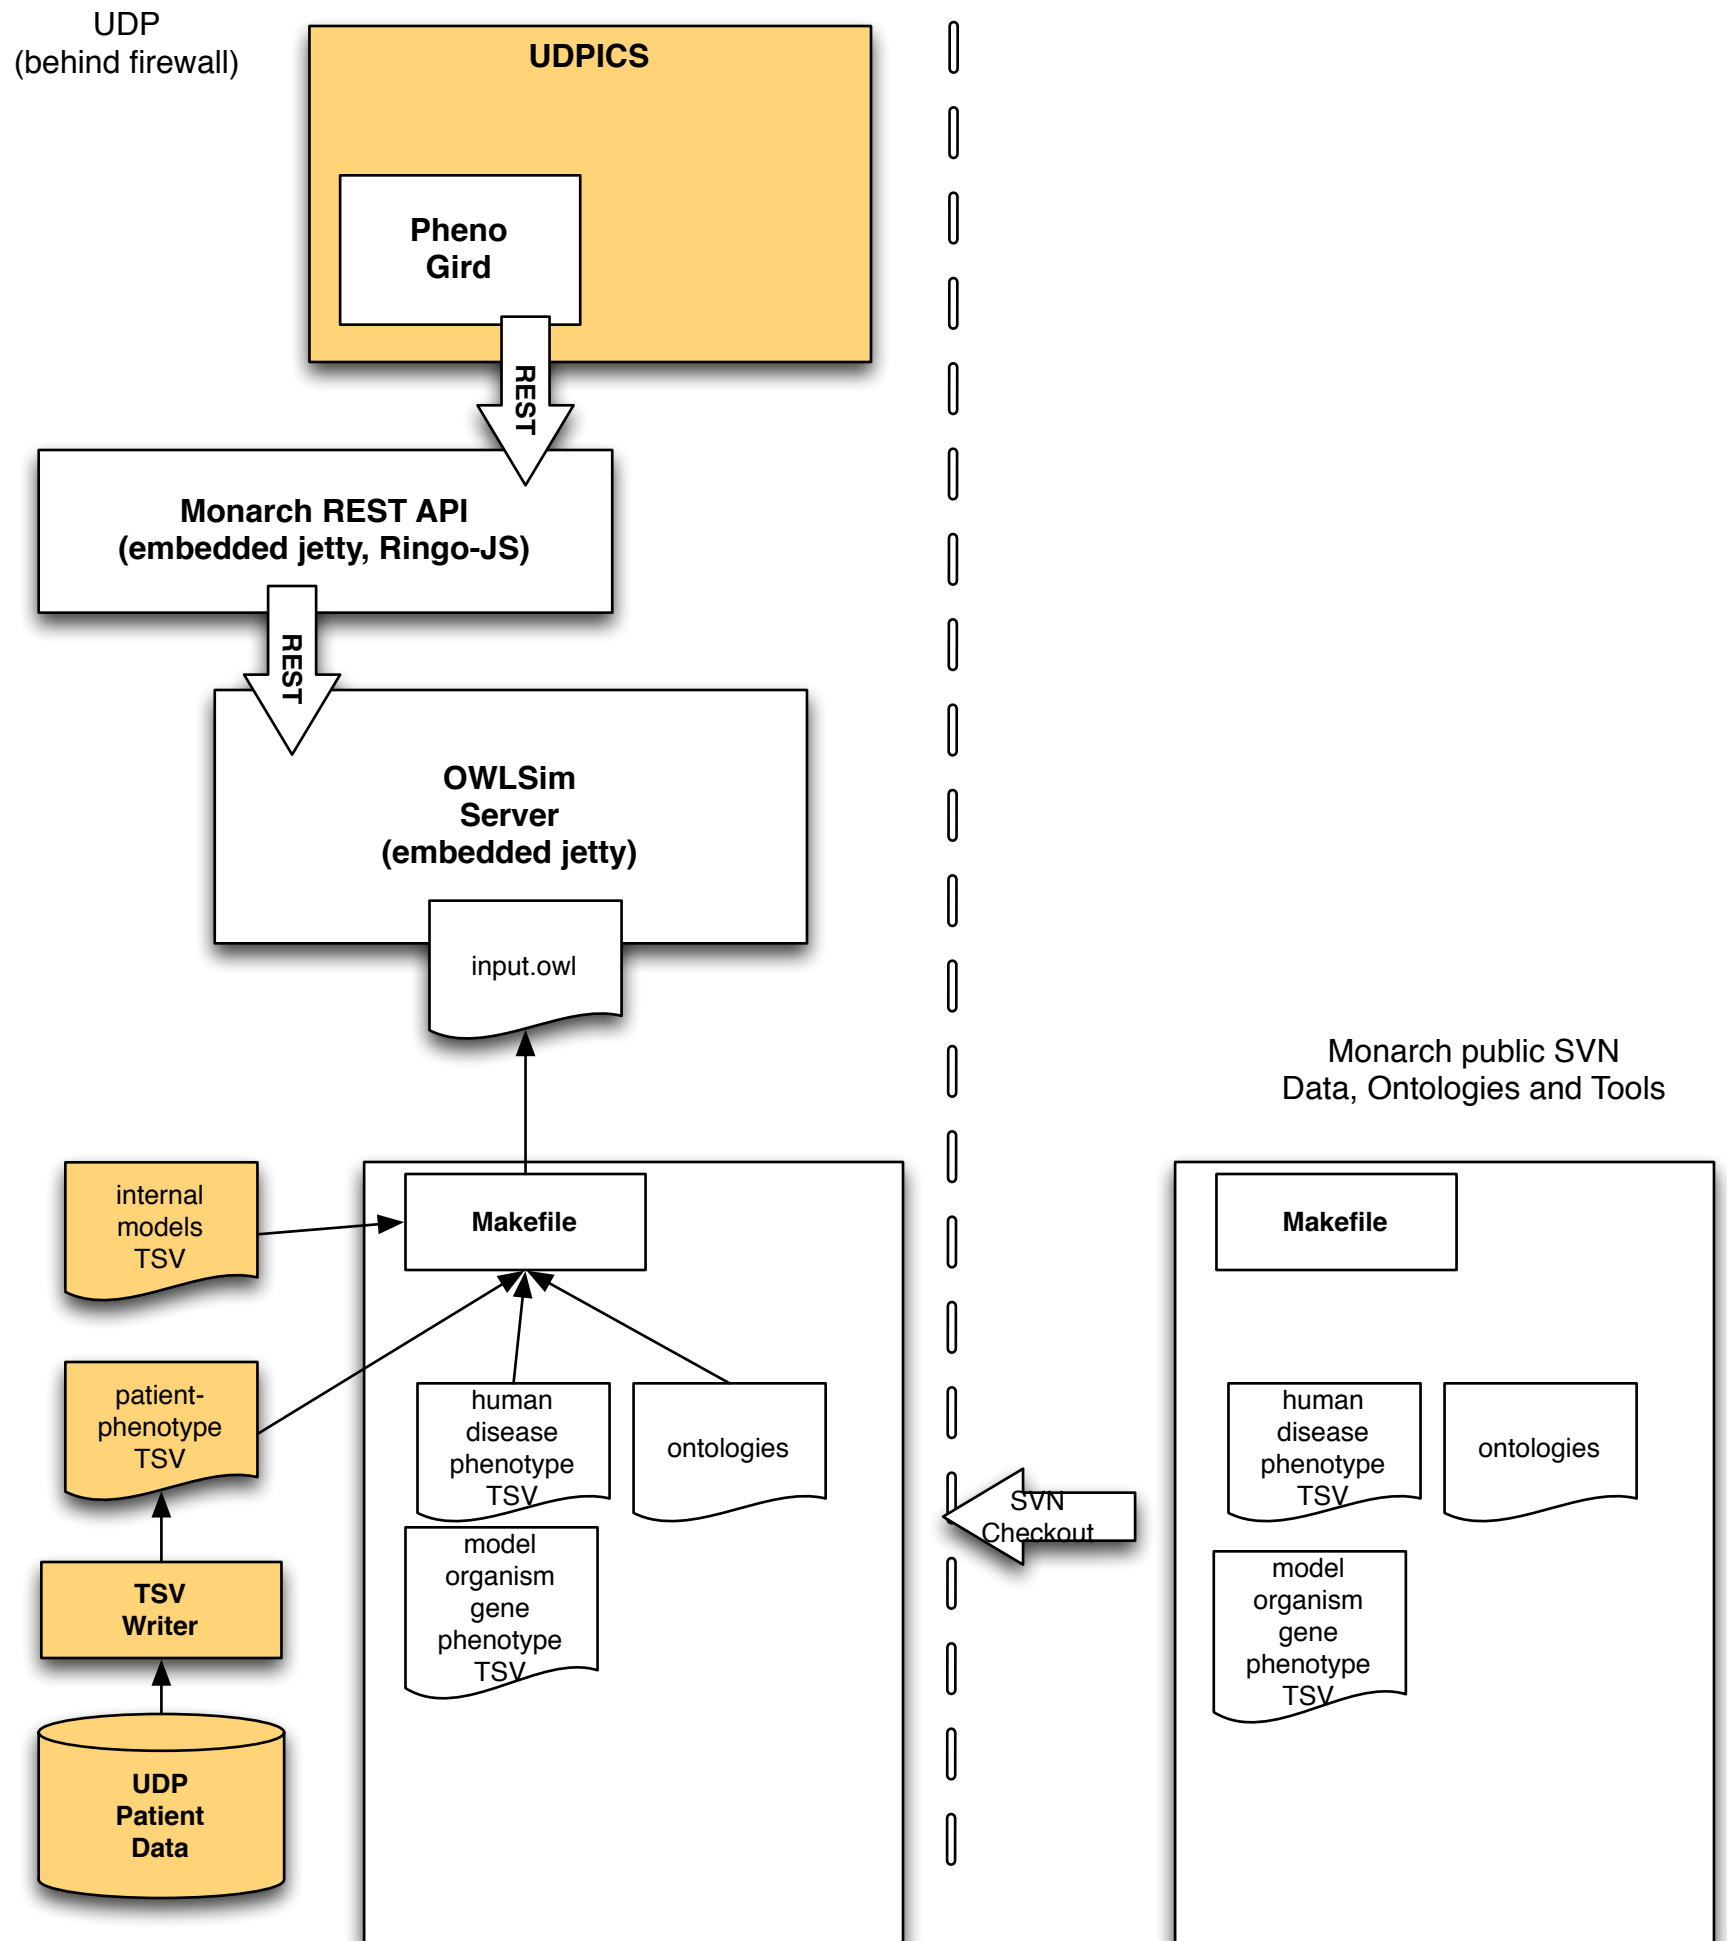 UDP
(behind firewall)
UDPICS
Pheno
Gird
REST
Monarch REST API
(embedded jetty, Ringo-JS)
REST
OWLSim
Server
(embedded jetty)
input.owl
Monarch public SVN
Data, Ontologies and Tools
internal
models
TSV
Makefile
Makefile
patient-
phenotype
TSV
human
disease
phenotype
TSV
ontologies
SVN
Checkout
human
disease
phenotype
TSV
ontologies
model
organism
gene
phenotype
TSV
model
organism
gene
phenotype
TSV
TSV
Writer
UDP
Patient
Data